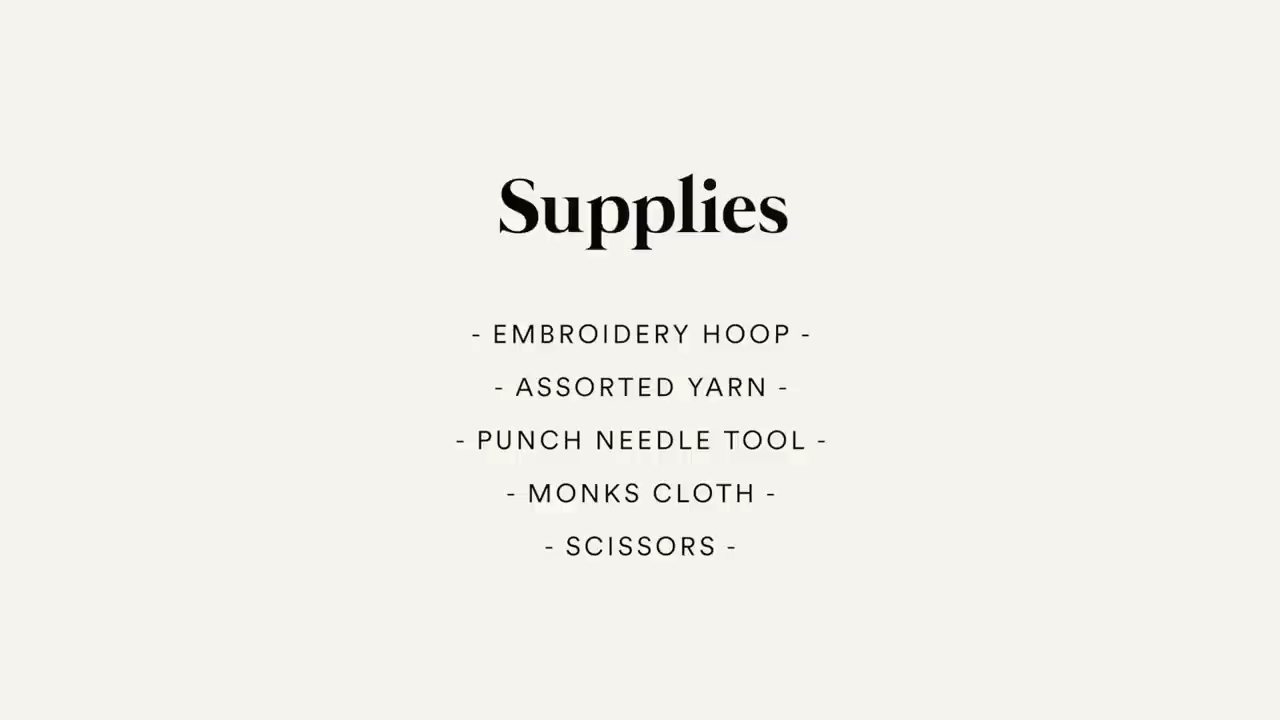 Supplies
- EMBROIDERY HOOP -
- ASSORTED YARN -
- PUNCH NEEDLE TOOL -
- MONKS CLOTH -
- SCISSORS -